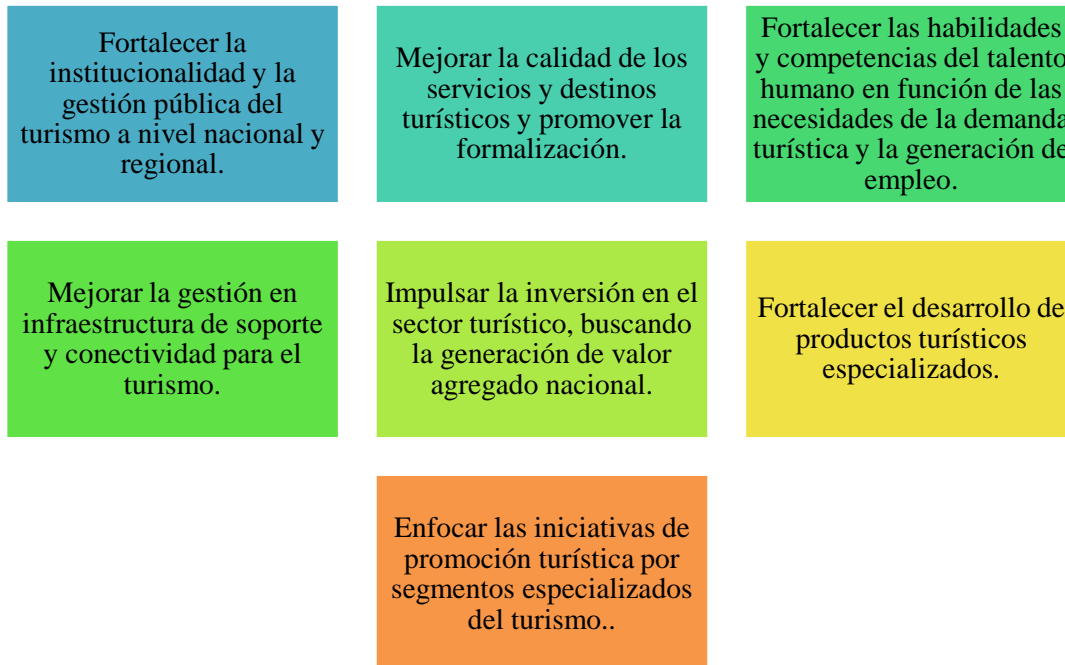 Fortalecer la
institucionalidad y la
gestión pública del
turismo a nivel nacional y
regional.
Mejorar la calidad de los
servicios y destinos
turísticos y promover la
formalización.
Fortalecer las habilidades
y competencias del talento
humano en función de las
necesidades de la demanda
turística y la generación de
empleo.
Mejorar la gestión en
infraestructura de soporte
y conectividad para el
turismo.
Impulsar la inversión en el
sector turístico, buscando
la generación de valor
agregado nacional.
Fortalecer el desarrollo de
productos turísticos
especializados.
Enfocar las iniciativas de
promoción turística por
segmentos especializados
del turismo..